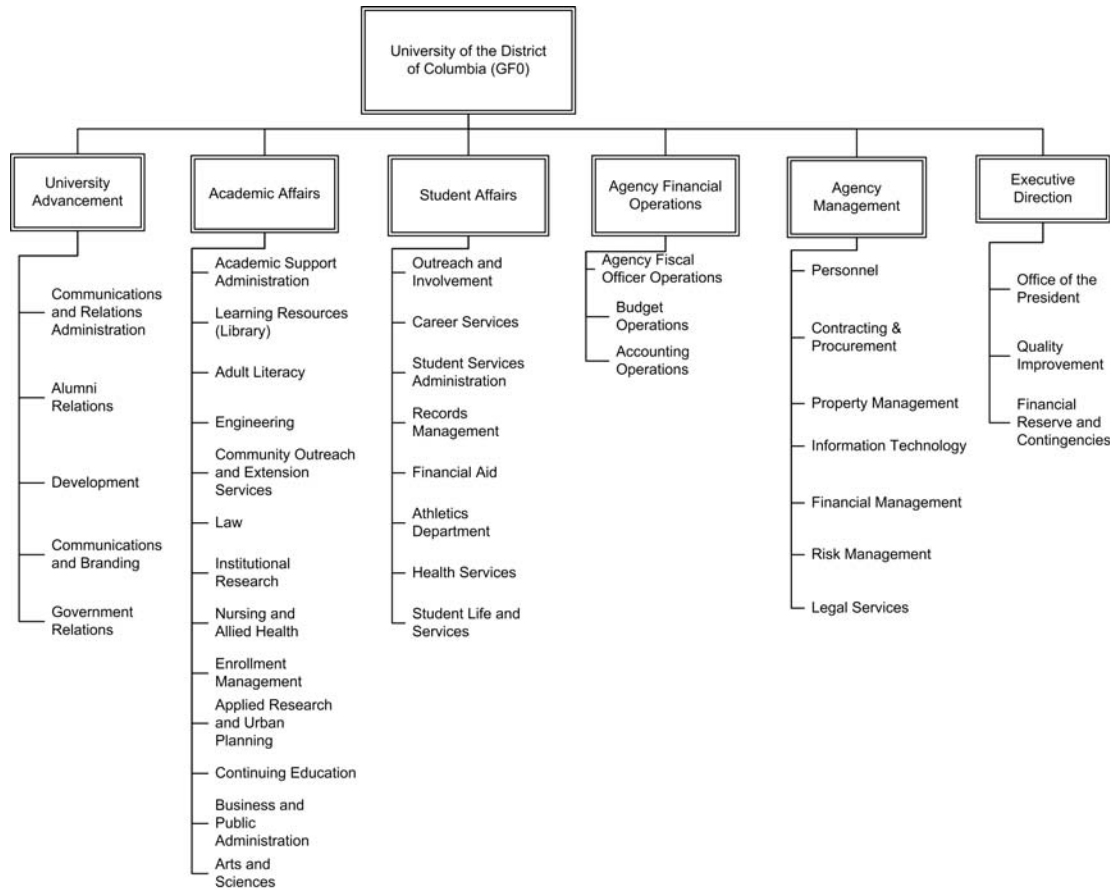 University of the District
of Columbia (GF0)
University
Advancement
Academic Affairs
Student Affairs
Agency Financial
Operations
Agency
Management
Executive
Direction
Communications
and Relations
Administration
Alumni
Relations
Development
Communications
and Branding
Government
Relations
Academic Support
Administration
Learning Resources
(Library)
Adult Literacy
Engineering
Community Outreach
and Extension
Services
Law
Institutional
Research
Nursing and
Allied Health
Enrollment
Management
Applied Research
and Urban
Planning
Continuing Education
Business and
Public
Administration
Arts and
Sciences
Outreach and
Involvement
Career Services
Student Services
Administration
Records
Management
Financial Aid
Athletics
Department
Health Services
Student Life and
Services
Agency Fiscal
Officer Operations
Budget
Operations
Accounting
Operations
Personnel
Contracting &
Procurement
Property Management
Information Technology
Financial Management
Risk Management
Legal Services
Office of the
President
Quality
Improvement
Financial
Reserve and
Contingencies